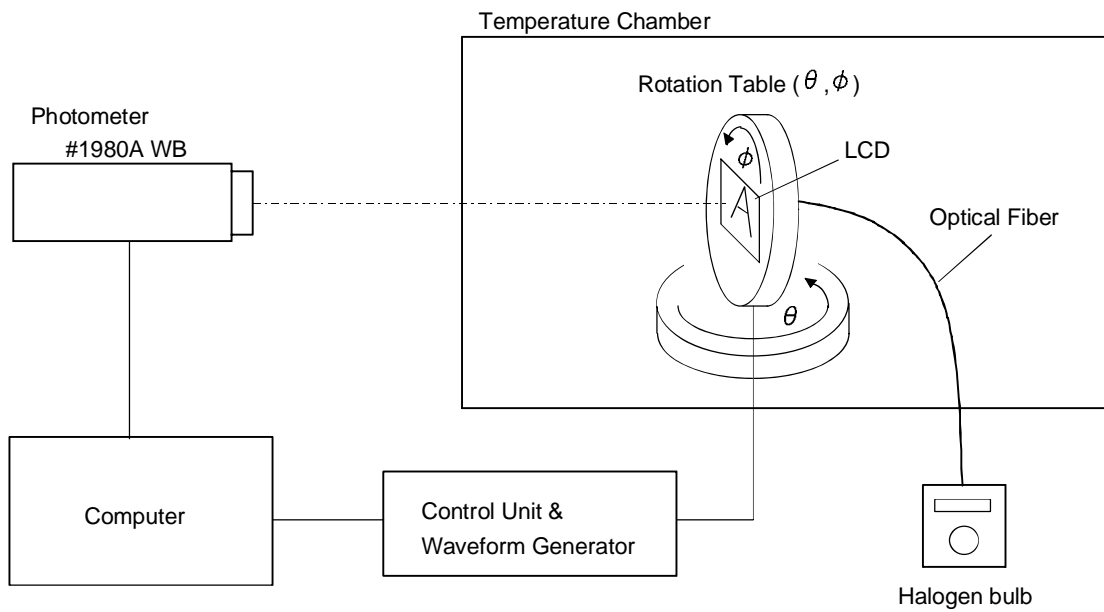 Temperature Chamber
Rotation Table (θ,ϕ)
Photometer
#1980A WB
ϕ
LCD
A
Optical Fiber
θ
Computer
Control Unit &
Waveform Generator
Halogen bulb